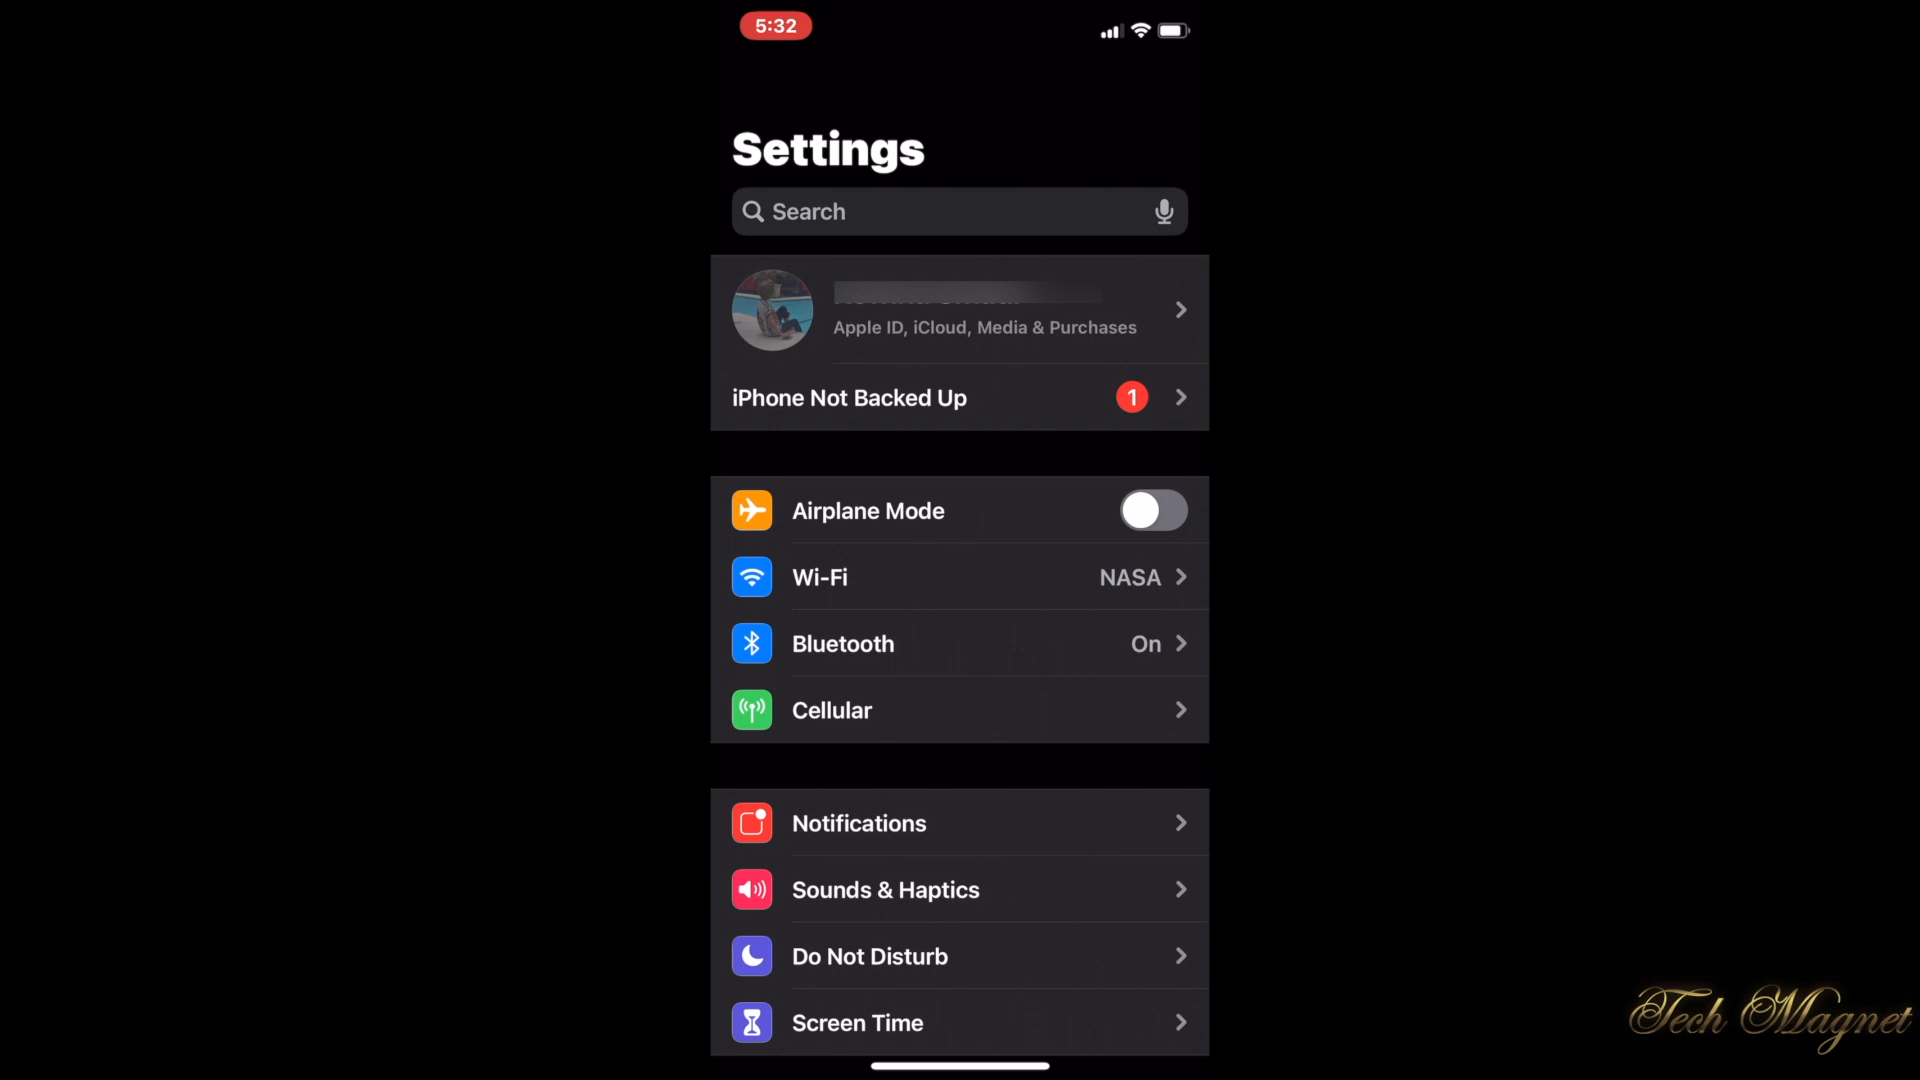 5:32
Settings
Search
Apple ID, iCloud, Media & Purchases
iPhone Not Backed Up 1
Airplane Mode
Wi-Fi NASA
Bluetooth On
Cellular
Notifications
Sounds & Haptics
Do Not Disturb
Screen Time
Tech Magnet